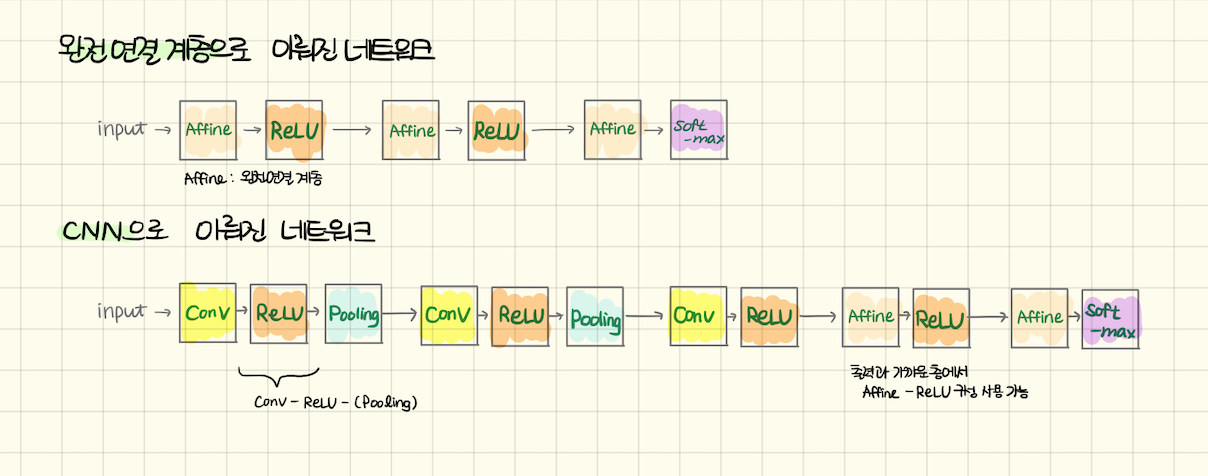 완전연결 계층으로 이뤄진 네트워크
input → Affine → ReLU → Affine → ReLU → Affine → Soft
-max
Affine : 완전연결 계층
CNN으로 이뤄진 네트워크
input → Conv → ReLU → Pooling → Conv → ReLU → Pooling → Conv → ReLU → Affine → ReLU → Affine → Soft
-max
Conv - ReLU - (Pooling)
출력과 가까운 층에서
Affine - ReLU 구성 사용 가능